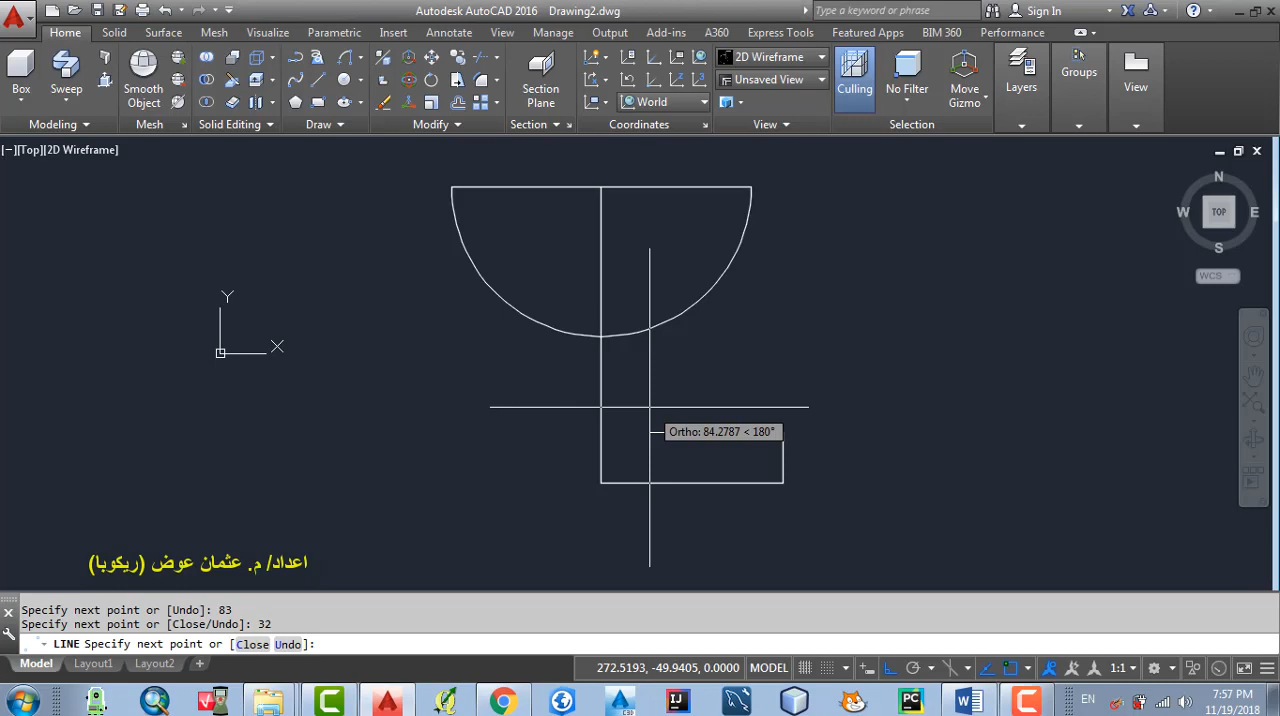 Autodesk AutoCAD 2016 Drawing2.dwg
Type a keyword or phrase
Sign In
Home Solid Surface Mesh Visualize Parametric Insert Annotate View Manage Output Add-ins A360 Express Tools Featured Apps BIM 360 Performance
Box
Sweep
Smooth Object
Section Plane
World
2D Wireframe
Unsaved View
Culling
No Filter
Move Gizmo
Layers
Groups
View
Modeling Mesh Solid Editing Draw Modify Section Coordinates View Selection
[−][Top][2D Wireframe]
N
W TOP E
S
WCS
Y
X
Ortho: 84.2787 < 180°
اعداد/ م. عثمان عوض (ريكوبا)
Specify next point or [Undo]: 83
Specify next point or [Close/Undo]: 32
LINE Specify next point or [Close Undo]:
Model Layout1 Layout2 +
272.5193, -49.9405, 0.0000 MODEL 1:1
EN
7:57 PM
11/19/2018